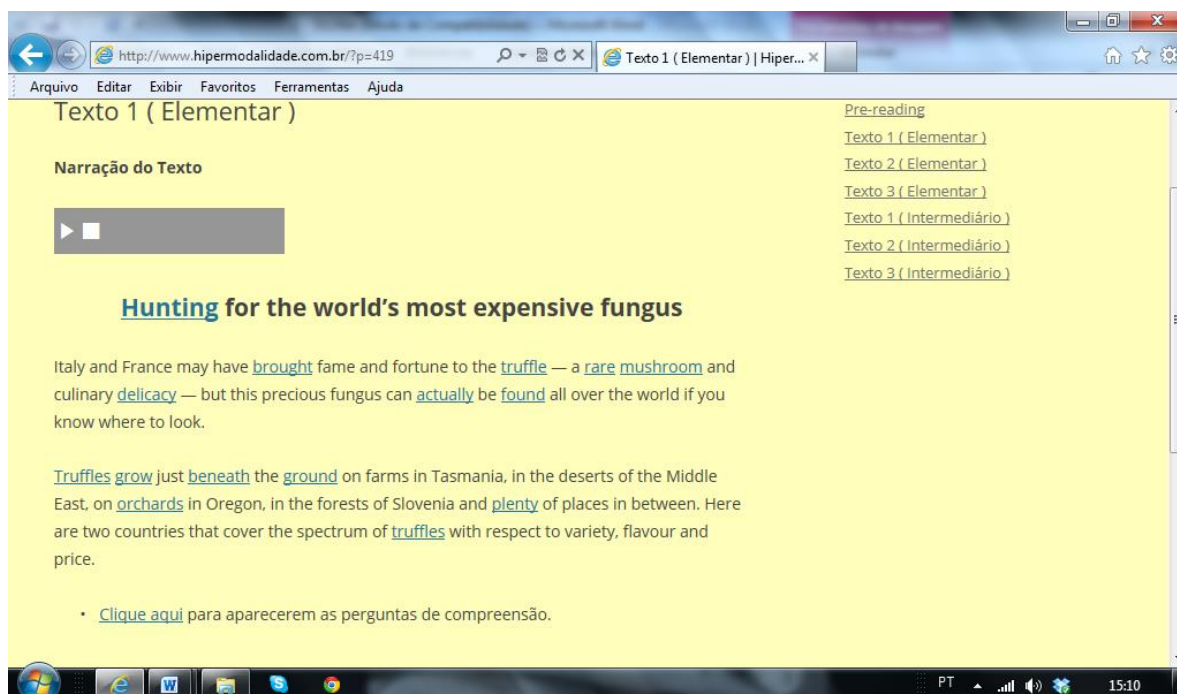 http://www.hipermodalidade.com.br/?p=419
Texto 1 ( Elementar ) | Hiper...
Arquivo Editar Exibir Favoritos Ferramentas Ajuda
Texto 1 ( Elementar )
Narração do Texto
Hunting for the world's most expensive fungus
Italy and France may have brought fame and fortune to the truffle — a rare mushroom and
culinary delicacy — but this precious fungus can actually be found all over the world if you
know where to look.
Truffles grow just beneath the ground on farms in Tasmania, in the deserts of the Middle
East, on orchards in Oregon, in the forests of Slovenia and plenty of places in between. Here
are two countries that cover the spectrum of truffles with respect to variety, flavour and
price.
• Clique aqui para aparecerem as perguntas de compreensão.
Pre-reading
Texto 1 ( Elementar )
Texto 2 ( Elementar )
Texto 3 ( Elementar )
Texto 1 ( Intermediário )
Texto 2 ( Intermediário )
Texto 3 ( Intermediário )
PT
15:10